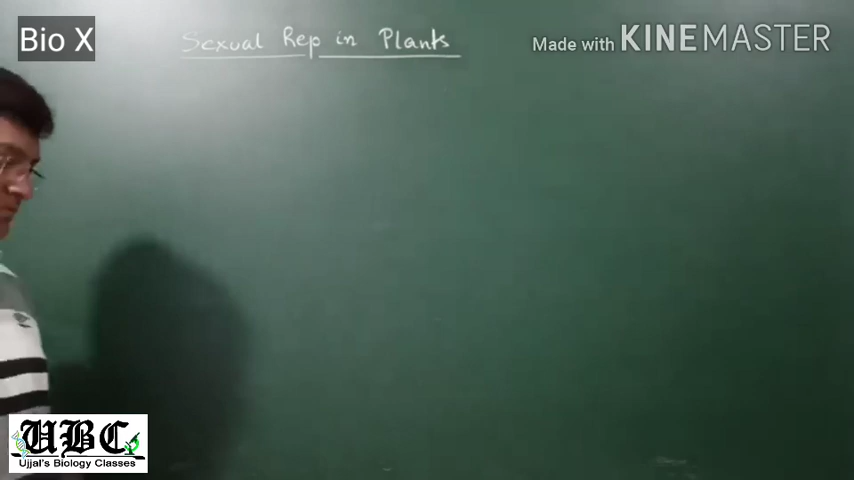 Bio X
Sexual Rep in Plants
Made with KINEMASTER
UBC
Ujjal's Biology Classes